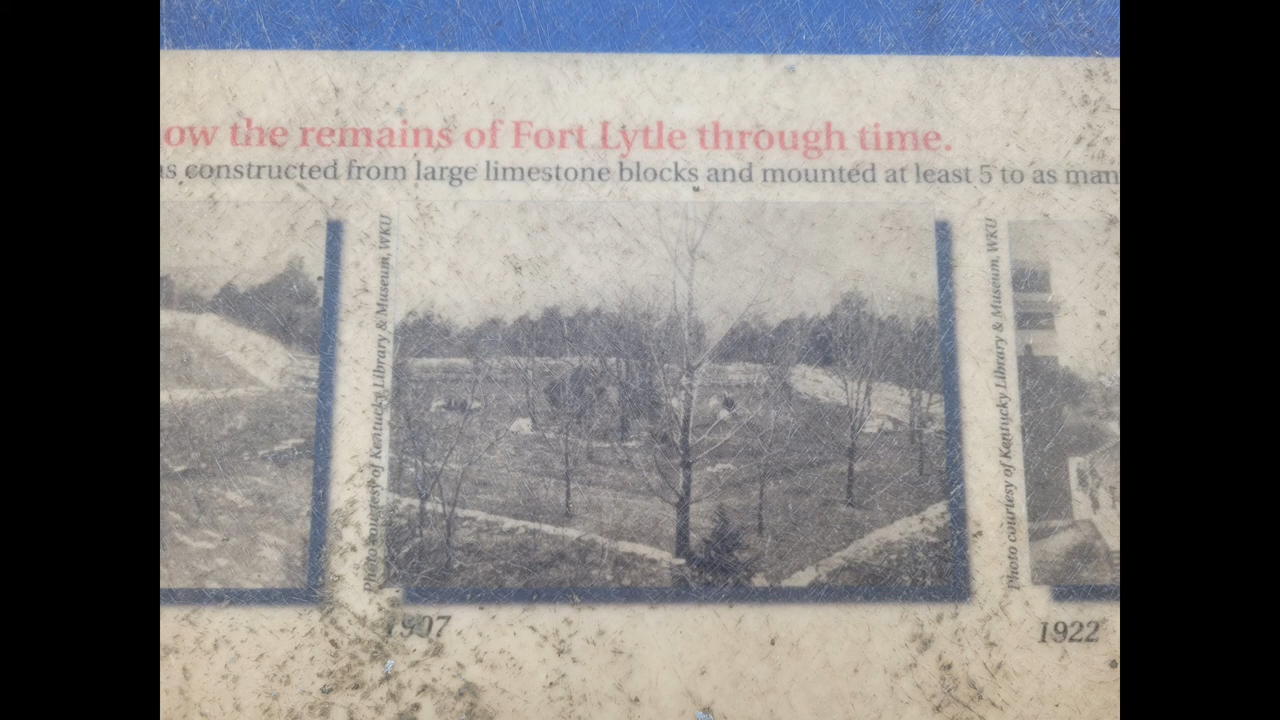 ow the remains of Fort Lytle through time.
as constructed from large limestone blocks and mounted at least 5 to as man
Photo courtesy of Kentucky Library & Museum, WKU
Photo courtesy of Kentucky Library & Museum, WKU
1907
1922